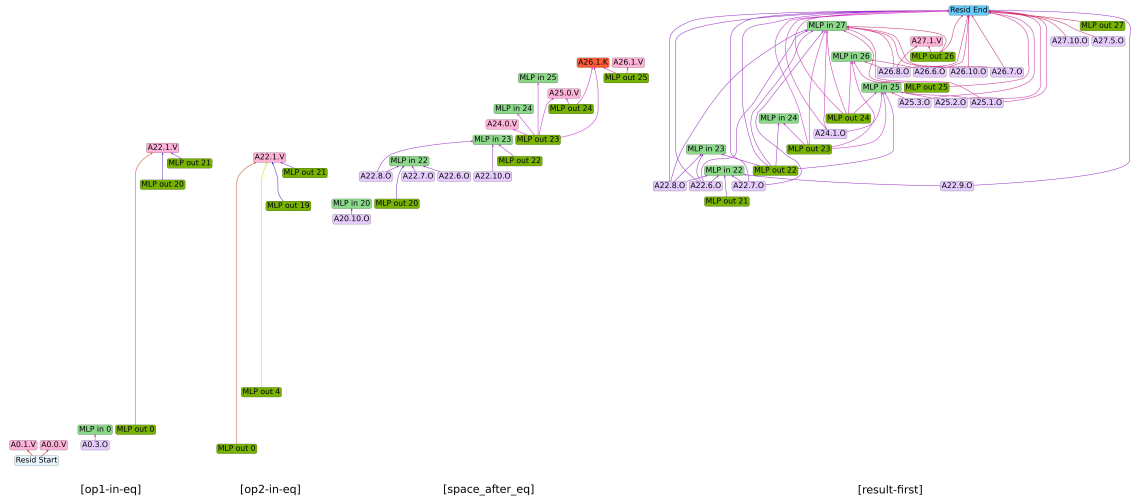 Resid End
MLP in 27
MLP out 27
A27.1.V
A27.10.O
A27.5.O
MLP out 26
MLP in 26
A26.1.K
A26.1.V
A26.8.O
A26.6.O
A26.10.O
A26.7.O
MLP in 25
MLP out 25
MLP in 25
MLP out 25
A25.0.V
A25.3.O
A25.2.O
A25.1.O
MLP in 24
MLP out 24
MLP out 24
MLP in 24
A24.0.V
A24.1.O
MLP in 23
MLP out 23
MLP in 23
MLP out 23
A22.1.V
MLP out 21
A22.1.V
MLP out 21
MLP in 22
MLP out 22
MLP in 22
MLP out 22
A22.8.O
A22.7.O
A22.6.O
A22.10.O
MLP out 20
A22.8.O
A22.6.O
A22.7.O
A22.9.O
MLP out 19
MLP in 20
MLP out 20
MLP out 21
A20.10.O
MLP out 4
MLP in 0
MLP out 0
A0.1.V
A0.0.V
A0.3.O
MLP out 0
Resid Start
[op1-in-eq]
[op2-in-eq]
[space_after_eq]
[result-first]